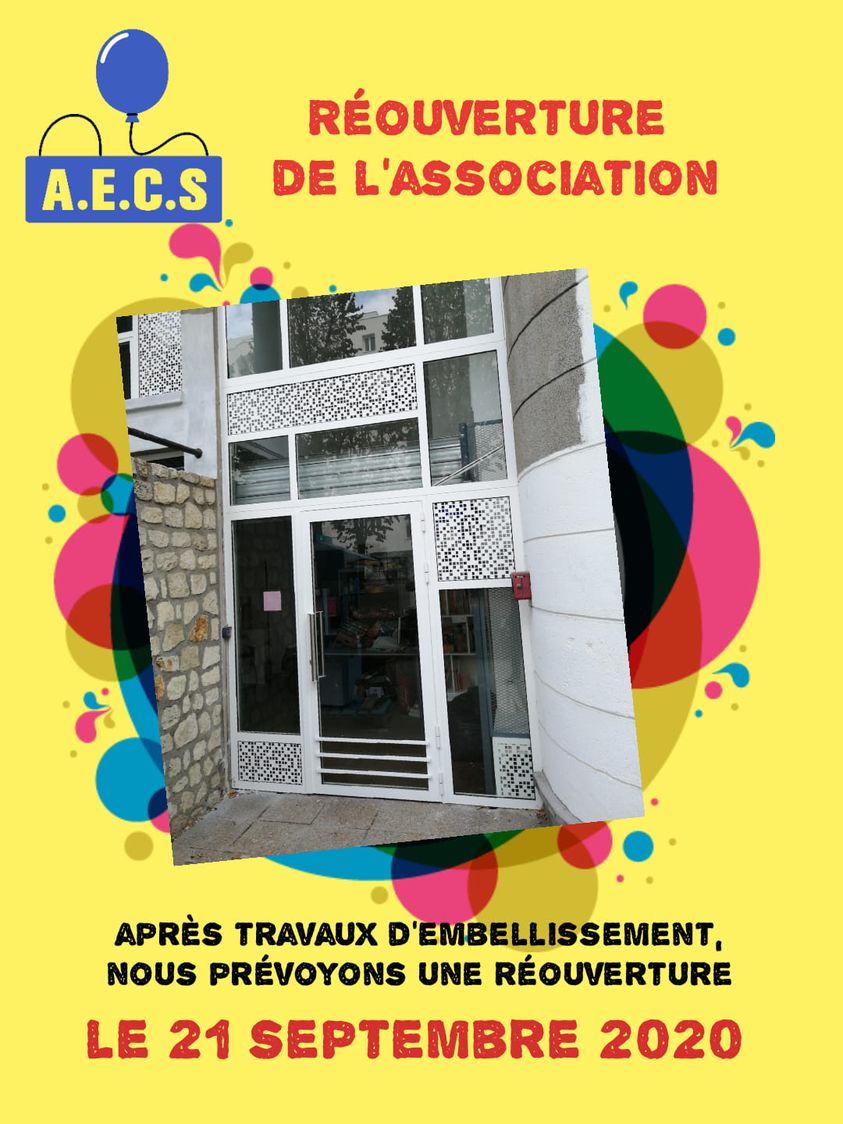 A.E.C.S
RÉOUVERTURE
DE L'ASSOCIATION
APRÈS TRAVAUX D'EMBELLISSEMENT,
NOUS PRÉVOYONS UNE RÉOUVERTURE
LE 21 SEPTEMBRE 2020